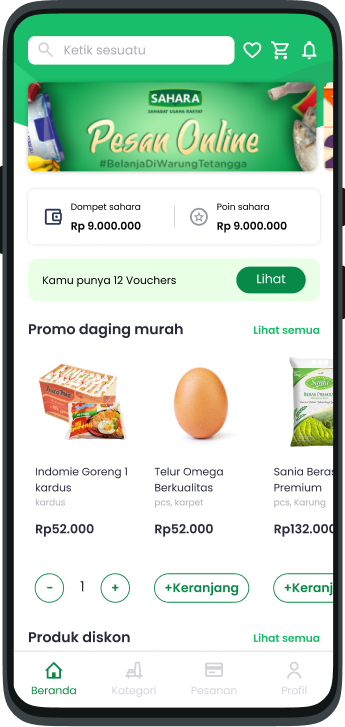 Ketik sesuatu
SAHARA
SAHABAT USAHA RAKYAT
Pesan Online
#BelanjaDiWarungTetangga
Dompet sahara
Poin sahara
Rp 9.000.000
Rp 9.000.000
Kamu punya 12 Vouchers
Lihat
Promo daging murah
Lihat semua
Sania
Indomie Goreng 1
kardus
kardus
Rp52.000
- 1 +
Telur Omega
Berkualitas
pcs, karpet
Rp52.000
+Keranjang
Sania Beras
Premium
pcs, Karung
Rp132.000
+Keranj
Produk diskon
Lihat semua
Beranda
Kategori
Pesanan
Profil